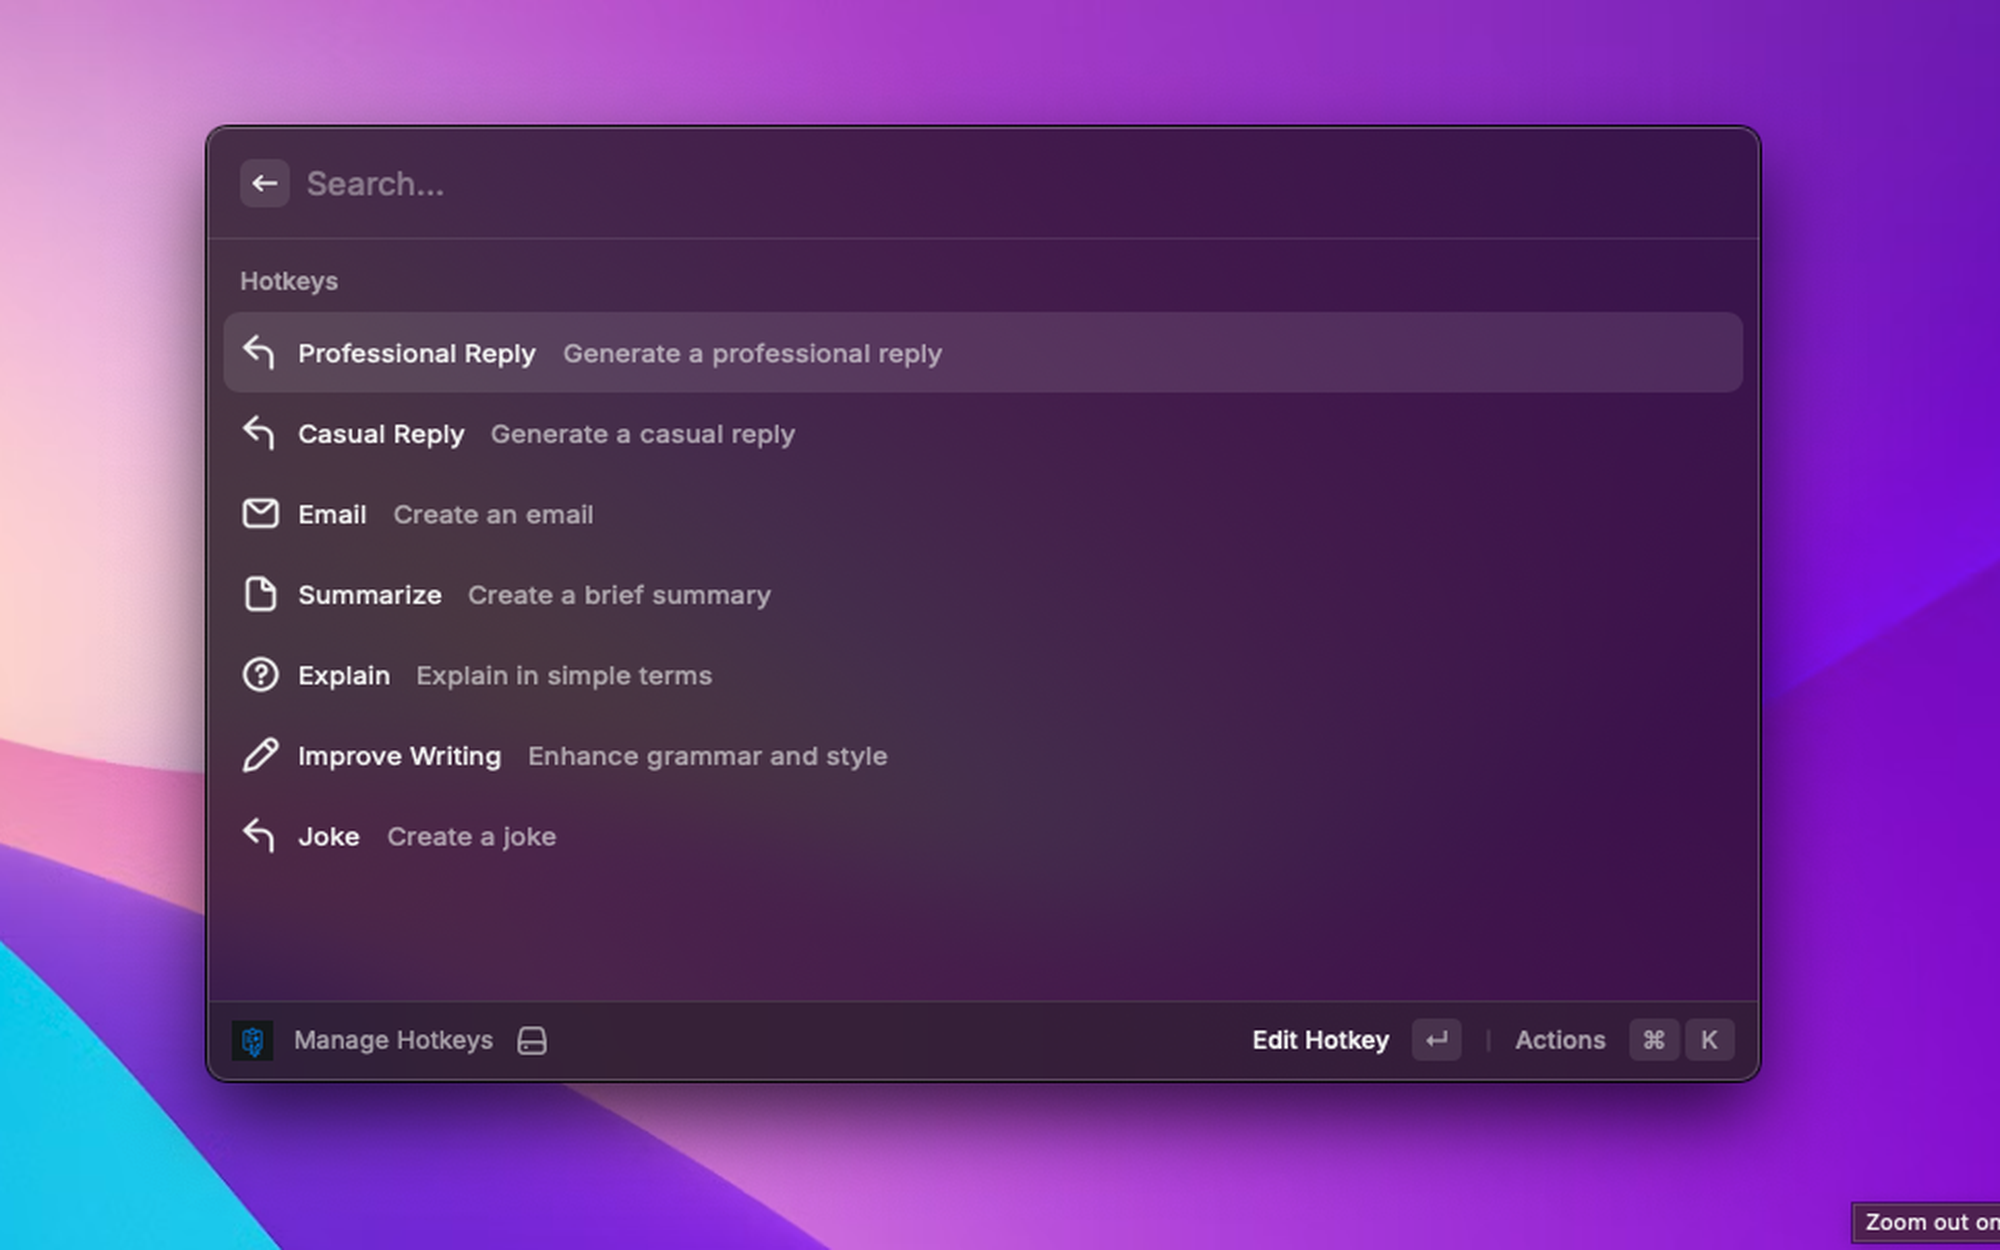 Search...
Hotkeys
Professional Reply Generate a professional reply
Casual Reply Generate a casual reply
Email Create an email
Summarize Create a brief summary
Explain Explain in simple terms
Improve Writing Enhance grammar and style
Joke Create a joke
Manage Hotkeys Edit Hotkey Actions ⌘ K
Zoom out on